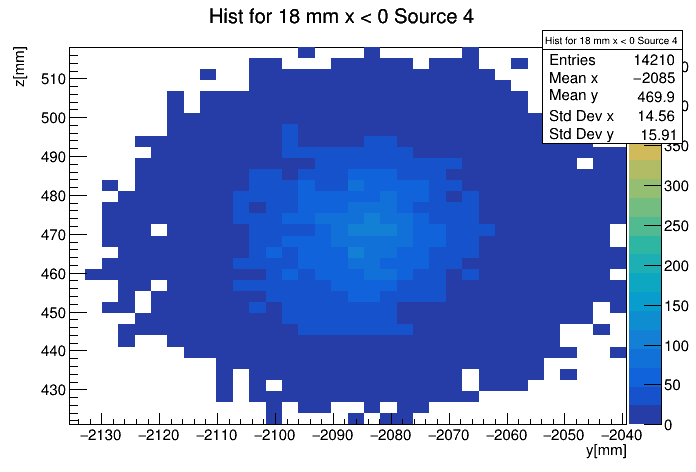 Hist for 18 mm x < 0 Source 4
Hist for 18 mm x < 0 Source 4
Entries 14210
Mean x −2085
Mean y 469.9
Std Dev x 14.56
Std Dev y 15.91
z[mm]
510
500
490
480
470
460
450
440
430
0
0
350
300
250
200
150
100
50
0
−2130 −2120 −2110 −2100 −2090 −2080 −2070 −2060 −2050 −2040
y[mm]